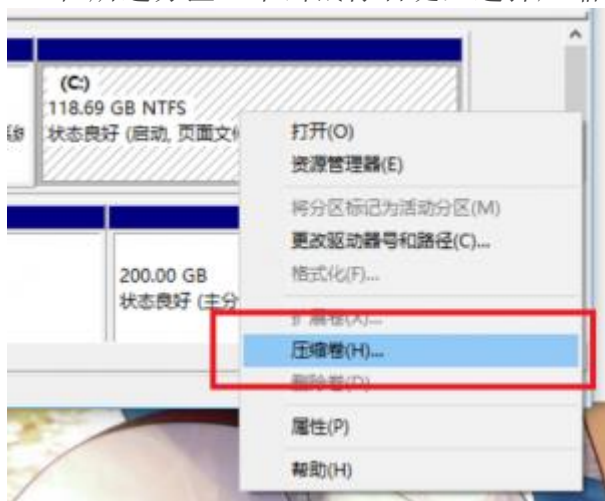 (C:)
118.69 GB NTFS
状态良好 (启动, 页面文件
200.00 GB
状态良好 (主分
打开(O)
资源管理器(E)
将分区标记为活动分区(M)
更改驱动器号和路径(C)...
格式化(F)...
扩展卷(X)...
压缩卷(H)...
删除卷(D)...
属性(P)
帮助(H)